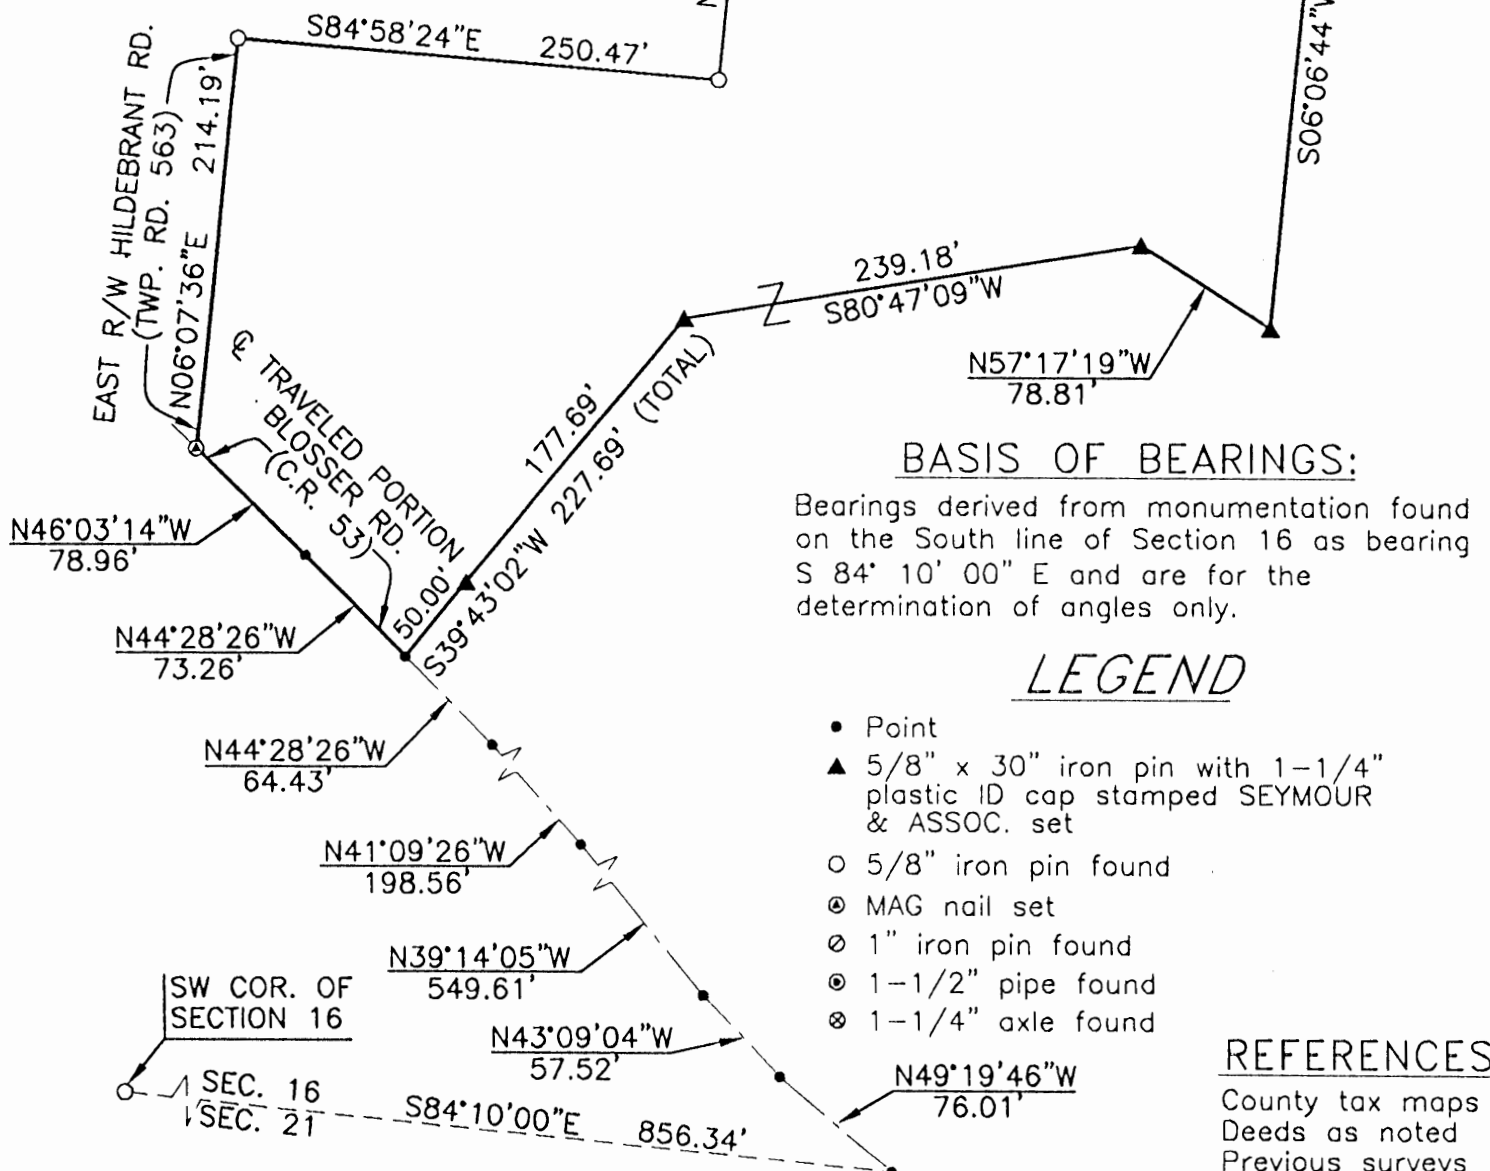 S84°58'24"E 250.47'
EAST R/W HILDEBRANT RD.
(TWP. RD. 563)
N06°07'36"E 214.19'
S06°06'44"W
239.18'
S80°47'09"W
N57°17'19"W
78.81'
℄ TRAVELED PORTION
BLOSSER RD.
(C.R. 53)
177.69'
50.00'
S39°43'02"W 227.69' (TOTAL)
N46°03'14"W
78.96'
N44°28'26"W
73.26'
N44°28'26"W
64.43'
N41°09'26"W
198.56'
N39°14'05"W
549.61'
N43°09'04"W
57.52'
N49°19'46"W
76.01'
SW COR. OF
SECTION 16
SEC. 16
SEC. 21
S84°10'00"E 856.34'
BASIS OF BEARINGS:
Bearings derived from monumentation found
on the South line of Section 16 as bearing
S 84° 10' 00" E and are for the
determination of angles only.
LEGEND
Point
5/8" x 30" iron pin with 1-1/4"
plastic ID cap stamped SEYMOUR
& ASSOC. set
5/8" iron pin found
MAG nail set
1" iron pin found
1-1/2" pipe found
1-1/4" axle found
REFERENCES
County tax maps
Deeds as noted
Previous surveys